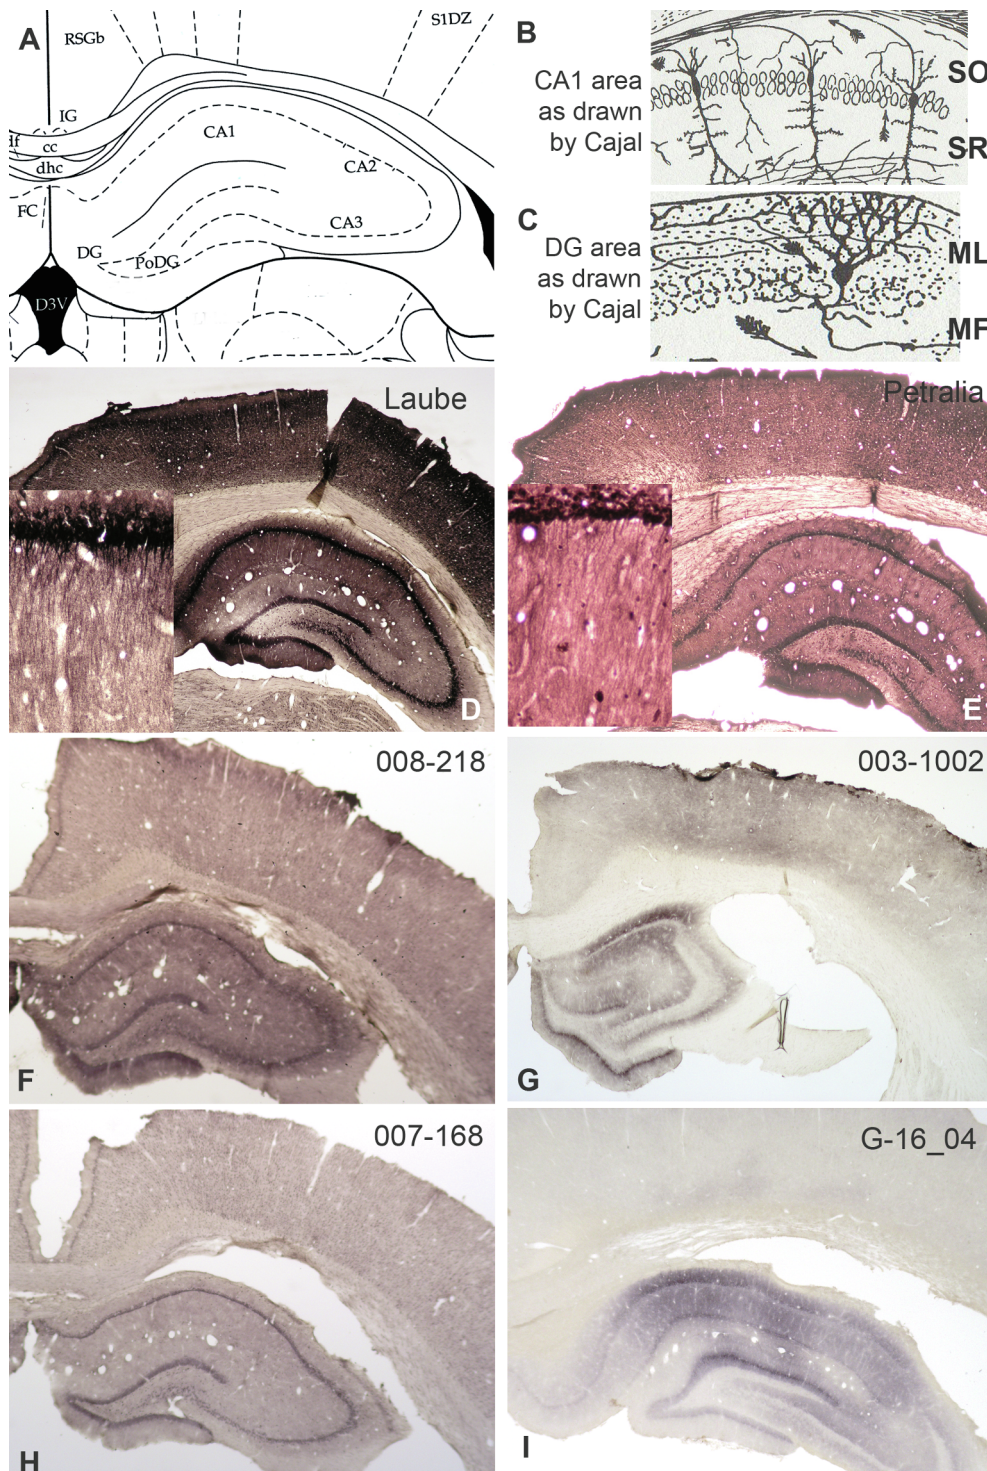 A
RSGb
S1DZ
IG
df
cc
dhc
FC
CA1
CA2
CA3
DG
PoDG
D3V
B
CA1 area
as drawn
by Cajal
SO
SR
C
DG area
as drawn
by Cajal
ML
MF
Laube
D
Petralia
E
008-218
F
003-1002
G
007-168
H
G-16_04
I